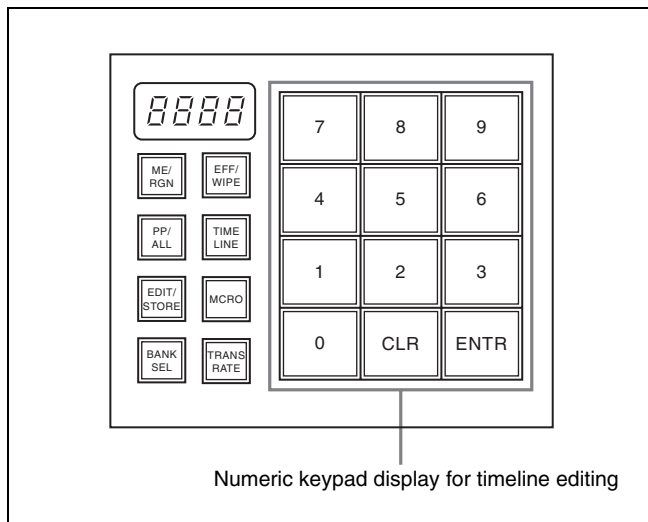 8888
7 8 9
ME/
RGN
EFF/
WIPE
4 5 6
PP/
ALL
TIME
LINE
1 2 3
EDIT/
STORE
MCRO
0 CLR ENTR
BANK
SEL
TRANS
RATE
Numeric keypad display for timeline editing